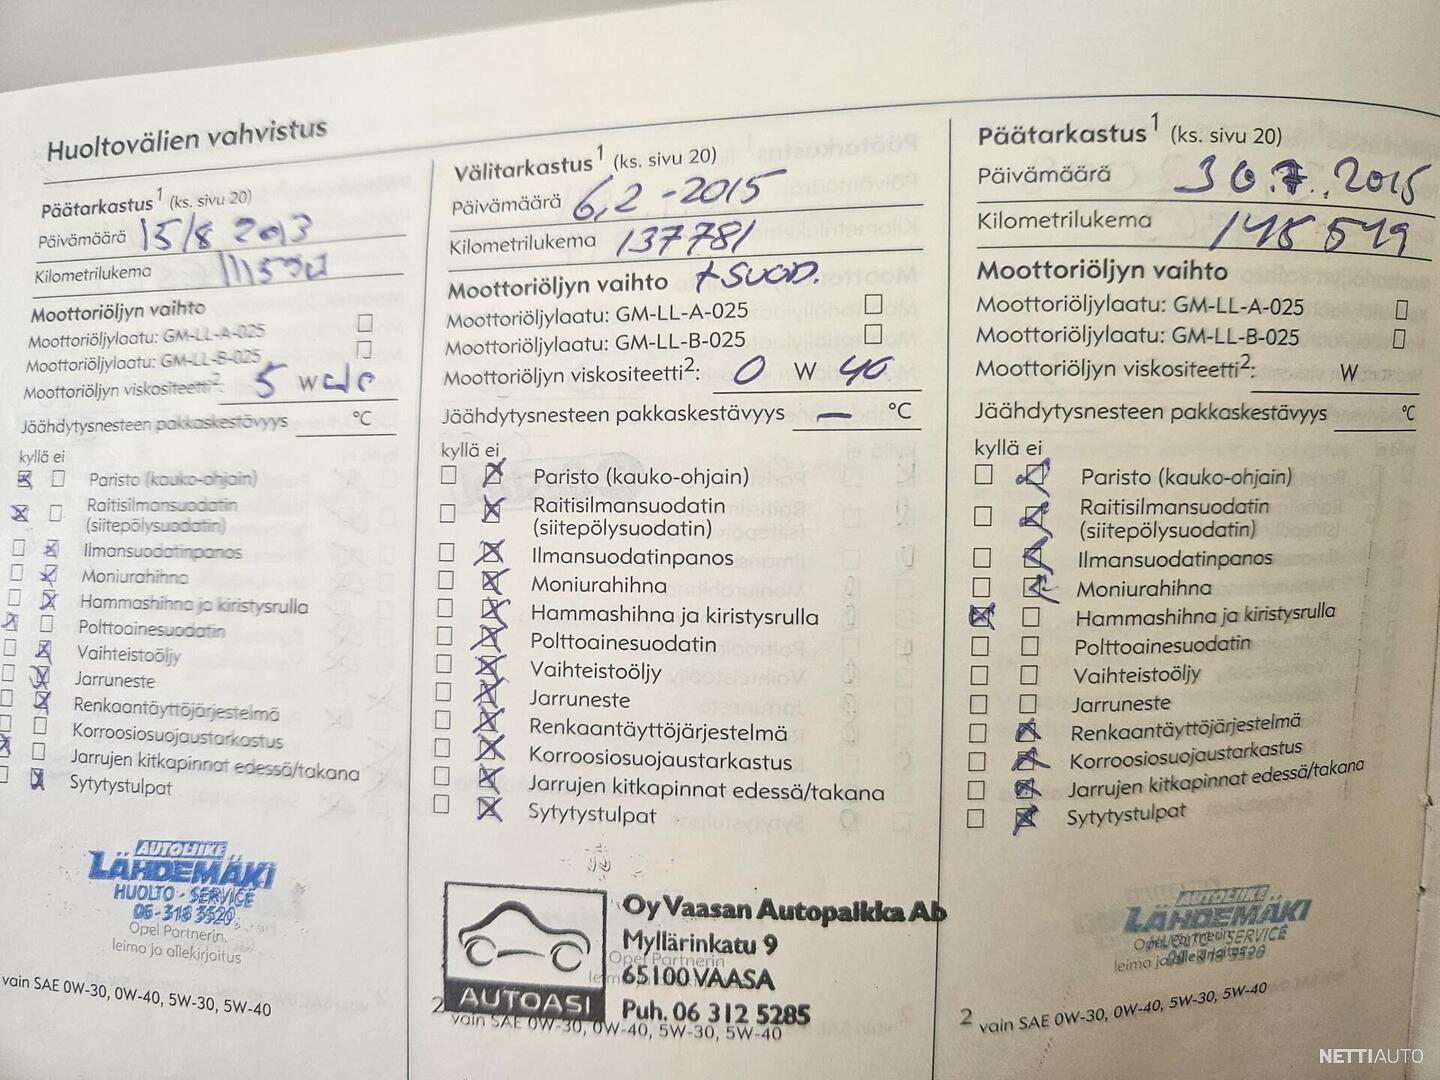 Huoltovälien vahvistus
Päätarkastus1 (ks. sivu 20)
Päivämäärä 15/8 2013
Kilometrilukema
Moottoriöljyn vaihto
Moottoriöljylaatu: GM-LL-A-025
Moottoriöljylaatu: GM-LL-B-025
Moottoriöljyn viskositeetti2: 5 W 40
Jäähdytysnesteen pakkaskestävyys °C
kyllä ei
Paristo (kauko-ohjain)
Raitisilmansuodatin
(siitepölysuodatin)
Ilmansuodatinpanos
Moniurahihna
Hammashihna ja kiristysrulla
Polttoainesuodatin
Vaihteistoöljy
Jarruneste
Renkaantäyttöjärjestelmä
Korroosiosuojaustarkastus
Jarrujen kitkapinnat edessä/takana
Sytytystulpat
AUTOLIIKE
LÄHDEMÄKI
HUOLTO - SERVICE
06-318 3520
Opel Partnerin
leima ja allekirjoitus
vain SAE 0W-30, 0W-40, 5W-30, 5W-40
Välitarkastus1 (ks. sivu 20)
Päivämäärä 6,2 -2015
Kilometrilukema 137781
Moottoriöljyn vaihto +SUOD.
Moottoriöljylaatu: GM-LL-A-025
Moottoriöljylaatu: GM-LL-B-025
Moottoriöljyn viskositeetti2: 0 W 40
Jäähdytysnesteen pakkaskestävyys — °C
kyllä ei
Paristo (kauko-ohjain)
Raitisilmansuodatin
(siitepölysuodatin)
Ilmansuodatinpanos
Moniurahihna
Hammashihna ja kiristysrulla
Polttoainesuodatin
Vaihteistoöljy
Jarruneste
Renkaantäyttöjärjestelmä
Korroosiosuojaustarkastus
Jarrujen kitkapinnat edessä/takana
Sytytystulpat
Oy Vaasan Autopaikka Ab
Myllärinkatu 9
Opel Partnerin
65100 VAASA
AUTOASI
Puh. 06 312 5285
2 vain SAE 0W-30, 0W-40, 5W-30, 5W-40
Päätarkastus1 (ks. sivu 20)
Päivämäärä 30.7.2015
Kilometrilukema 145 549
Moottoriöljyn vaihto
Moottoriöljylaatu: GM-LL-A-025
Moottoriöljylaatu: GM-LL-B-025
Moottoriöljyn viskositeetti2: W
Jäähdytysnesteen pakkaskestävyys °C
kyllä ei
Paristo (kauko-ohjain)
Raitisilmansuodatin
(siitepölysuodatin)
Ilmansuodatinpanos
Moniurahihna
Hammashihna ja kiristysrulla
Polttoainesuodatin
Vaihteistoöljy
Jarruneste
Renkaantäyttöjärjestelmä
Korroosiosuojaustarkastus
Jarrujen kitkapinnat edessä/takana
Sytytystulpat
AUTOLIIKE
LÄHDEMÄKI
2 vain SAE 0W-30, 0W-40, 5W-30, 5W-40
NETTIAUTO